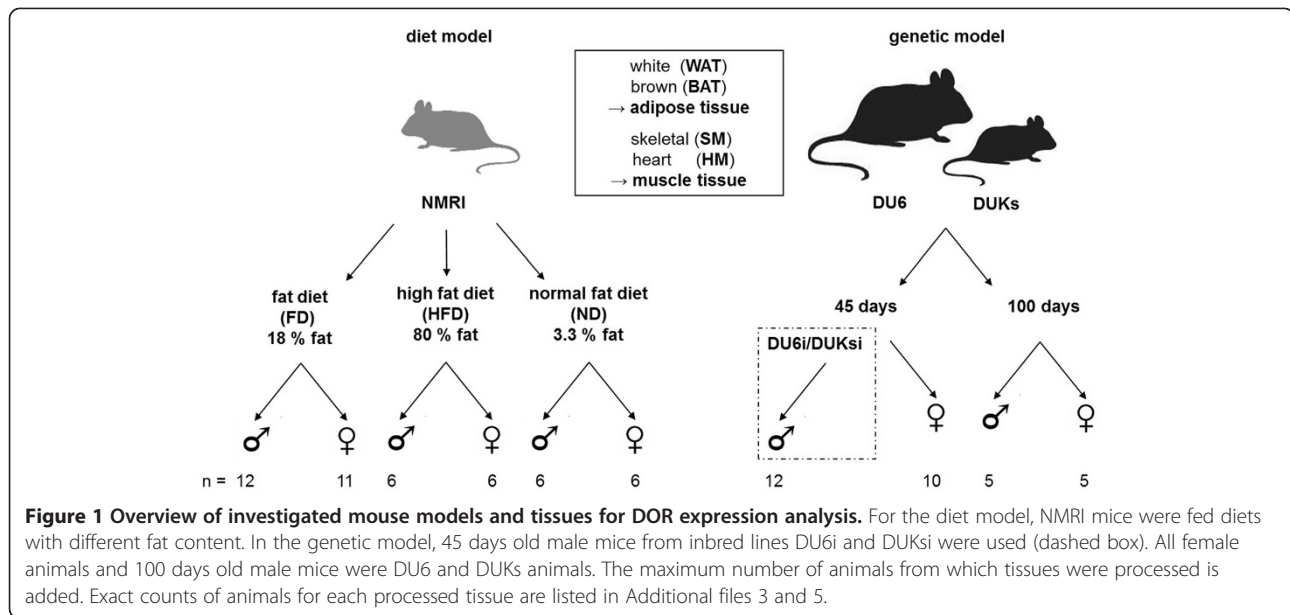 diet model
genetic model
white (WAT)
brown (BAT)
→ adipose tissue
skeletal (SM)
heart (HM)
→ muscle tissue
NMRI
DU6
DUKs
fat diet
(FD)
18 % fat
high fat diet
(HFD)
80 % fat
normal fat diet
(ND)
3.3 % fat
45 days
100 days
DU6i/DUKsi
♂ ♀ ♂ ♀ ♂ ♀ ♂ ♀ ♂ ♀
n = 12 11 6 6 6 6 12 10 5 5
Figure 1 Overview of investigated mouse models and tissues for DOR expression analysis. For the diet model, NMRI mice were fed diets
with different fat content. In the genetic model, 45 days old male mice from inbred lines DU6i and DUKsi were used (dashed box). All female
animals and 100 days old male mice were DU6 and DUKs animals. The maximum number of animals from which tissues were processed is
added. Exact counts of animals for each processed tissue are listed in Additional files 3 and 5.